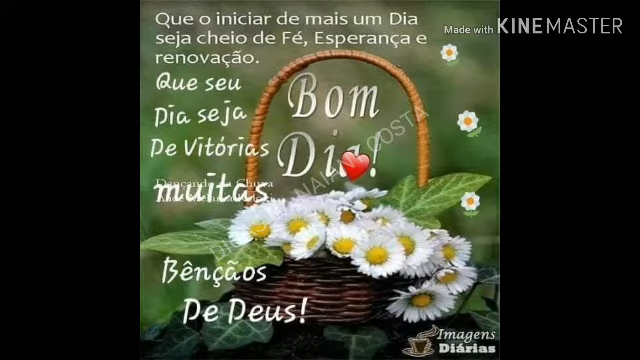 Made with KINEMASTER
Que o iniciar de mais um Dia
seja cheio de Fé, Esperança e
renovação.
Que seu
Dia seja
De Vitórias
muitas
Bênçãos
De Deus!
Bom
Dia!
COSTA
Imagens
Diárias